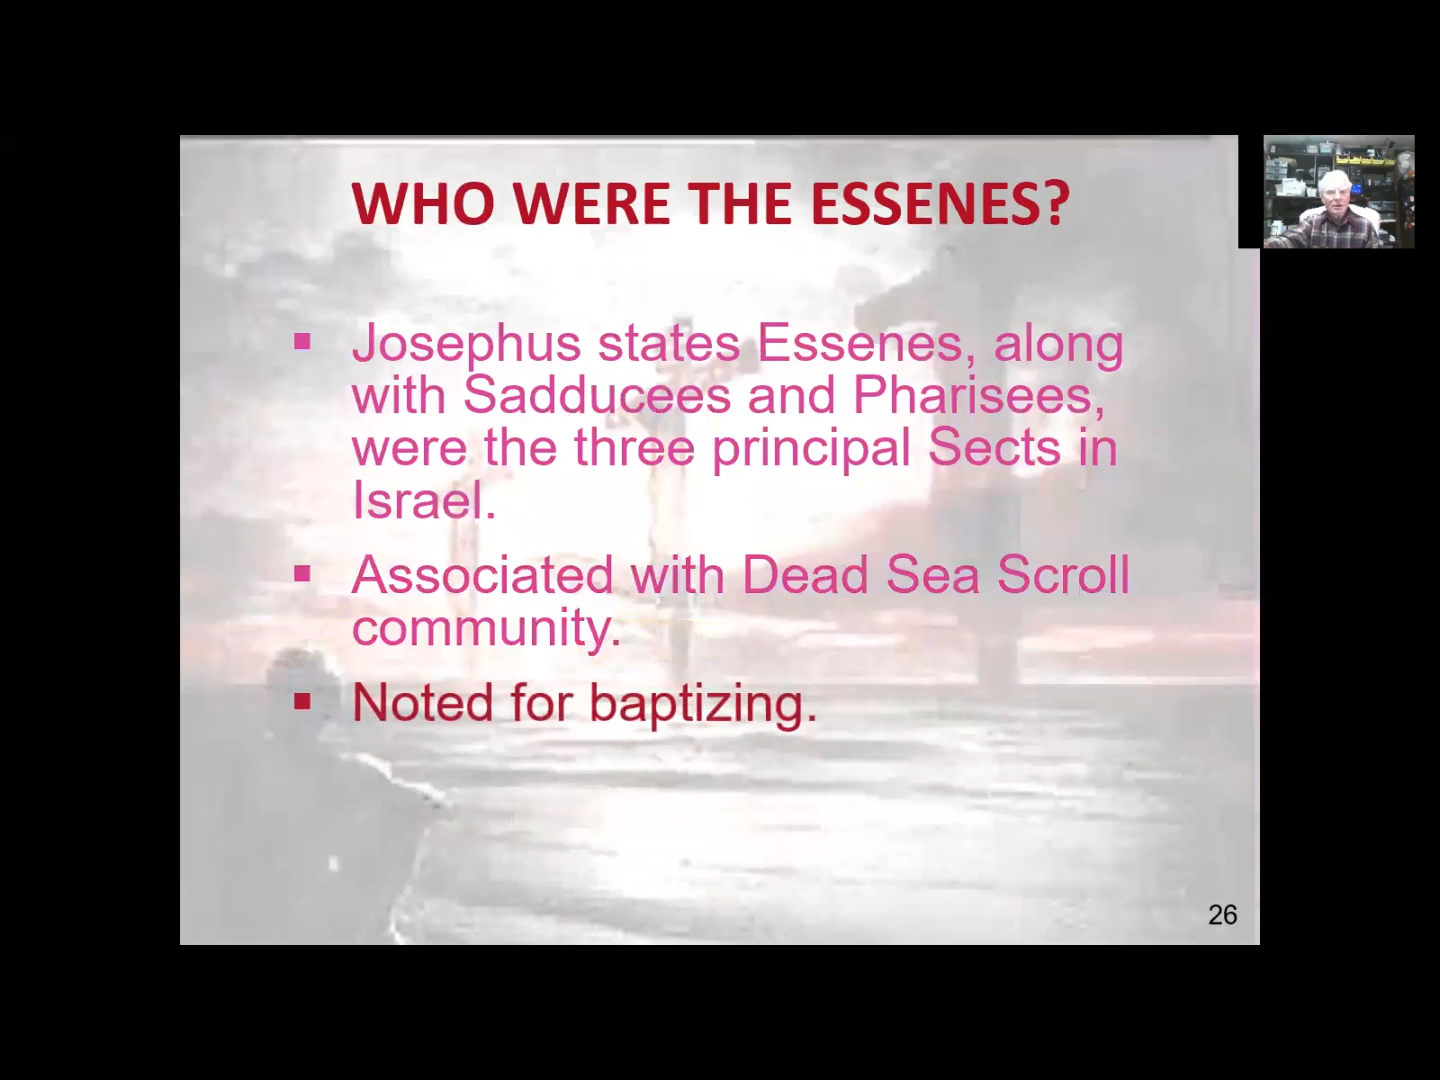 WHO WERE THE ESSENES?
▪ Josephus states Essenes, along
with Sadducees and Pharisees,
were the three principal Sects in
Israel.
▪ Associated with Dead Sea Scroll
community.
▪ Noted for baptizing.
26